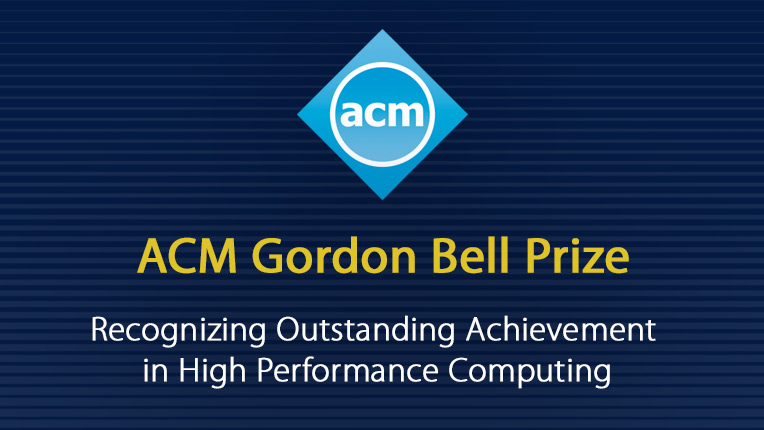 acm
ACM Gordon Bell Prize
Recognizing Outstanding Achievement
in High Performance Computing